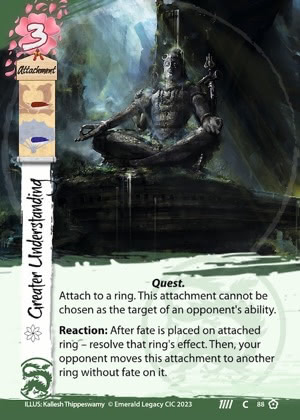 3
Attachment
Greater Understanding
Quest.
Attach to a ring. This attachment cannot be
chosen as the target of an opponent's ability.
Reaction: After fate is placed on attached
ring – resolve that ring's effect. Then, your
opponent moves this attachment to another
ring without fate on it.
ILLUS: Kailesh Thippeswamy © Emerald Legacy CIC 2023
C 88